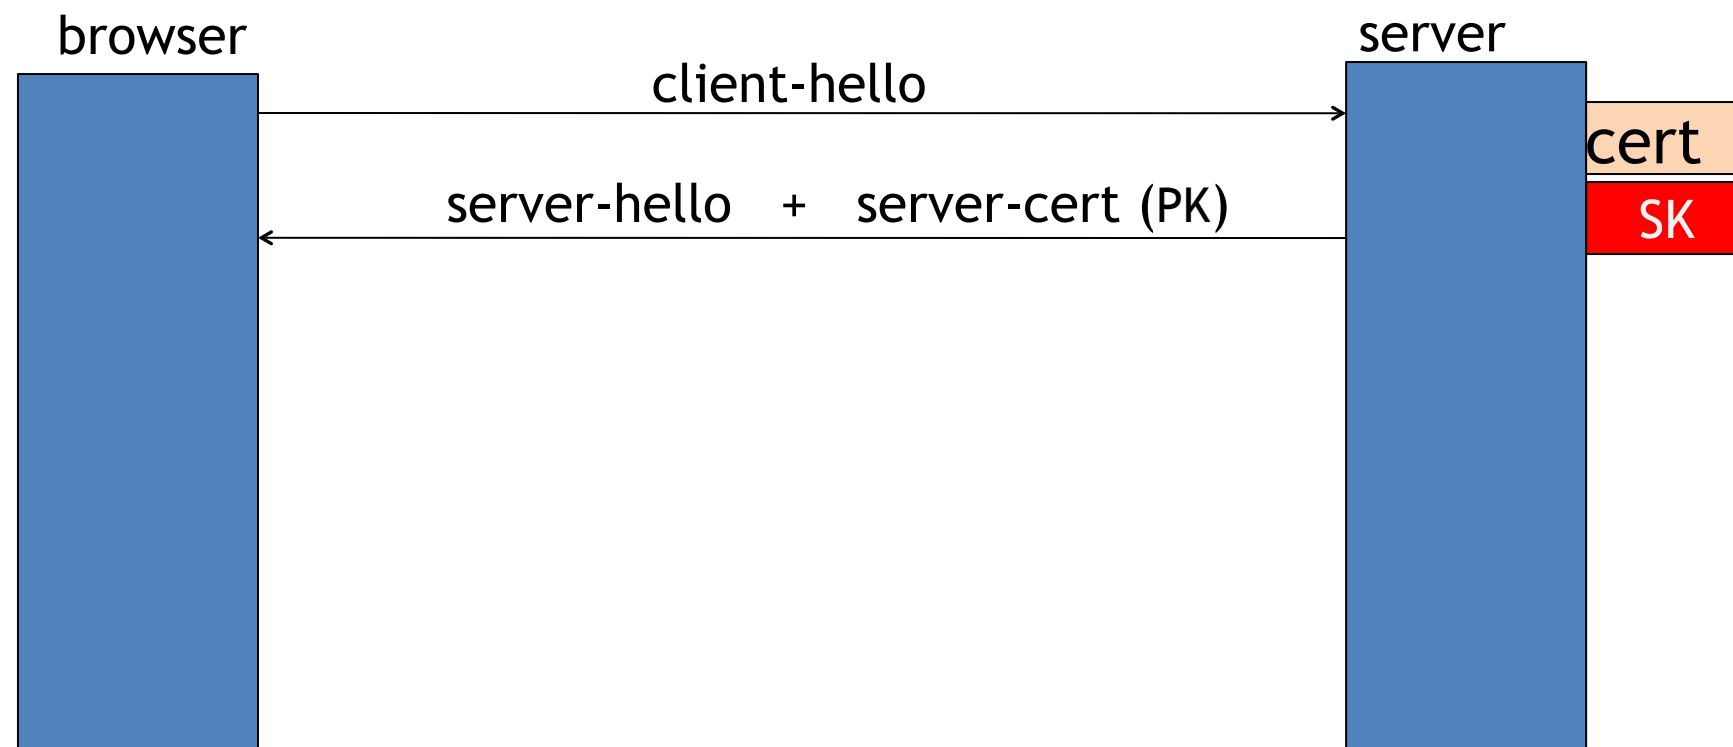 browser
server
client-hello
cert
server-hello + server-cert (PK)
SK